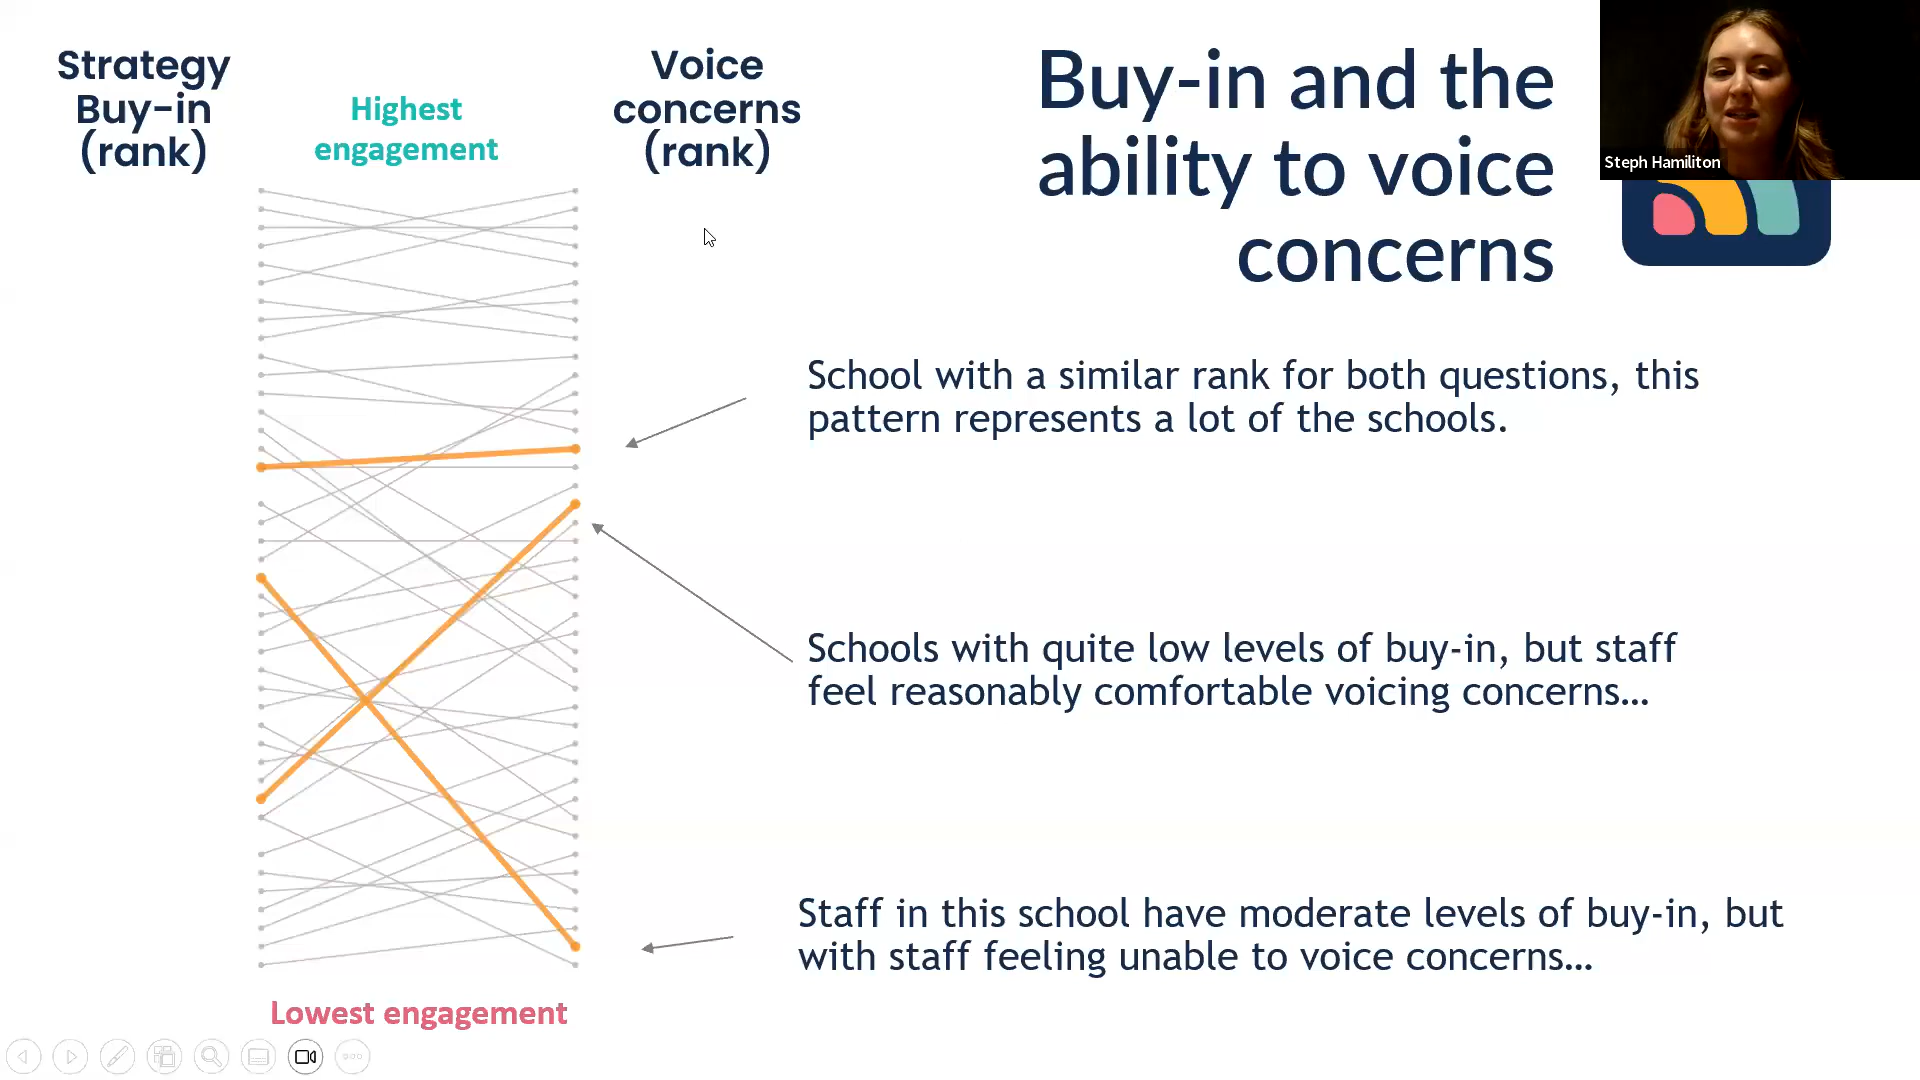 Strategy
Buy-in
(rank)
Highest
engagement
Voice
concerns
(rank)
Buy-in and the
ability to voice
concerns
Steph Hamiliton
School with a similar rank for both questions, this
pattern represents a lot of the schools.
Schools with quite low levels of buy-in, but staff
feel reasonably comfortable voicing concerns...
Staff in this school have moderate levels of buy-in, but
with staff feeling unable to voice concerns...
Lowest engagement